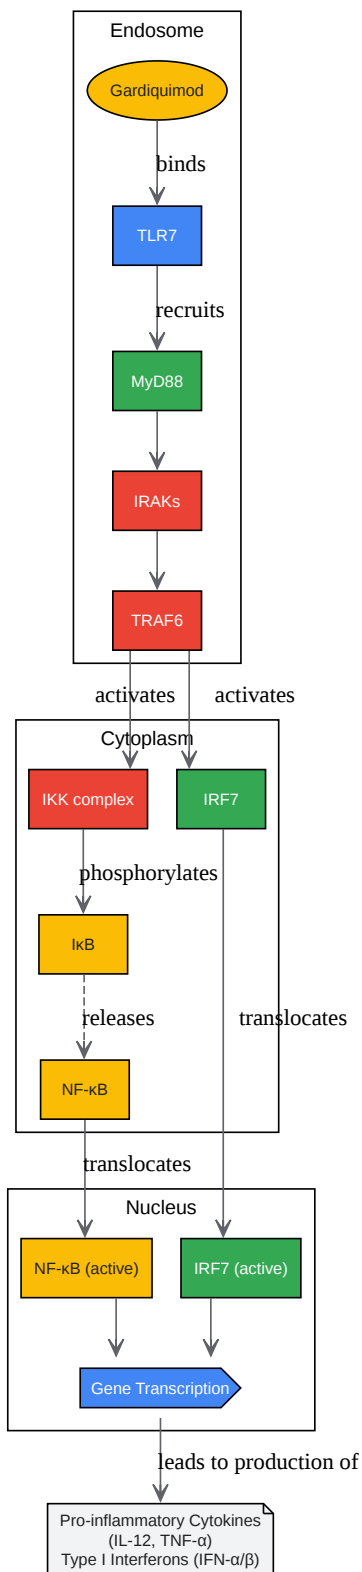 Endosome
Gardiquimod
binds
TLR7
recruits
MyD88
IRAKs
TRAF6
activates
activates
Cytoplasm
IKK complex
IRF7
phosphorylates
IκB
releases
translocates
NF-κB
translocates
Nucleus
NF-κB (active)
IRF7 (active)
Gene Transcription
leads to production of
Pro-inflammatory Cytokines
(IL-12, TNF-α)
Type I Interferons (IFN-α/β)